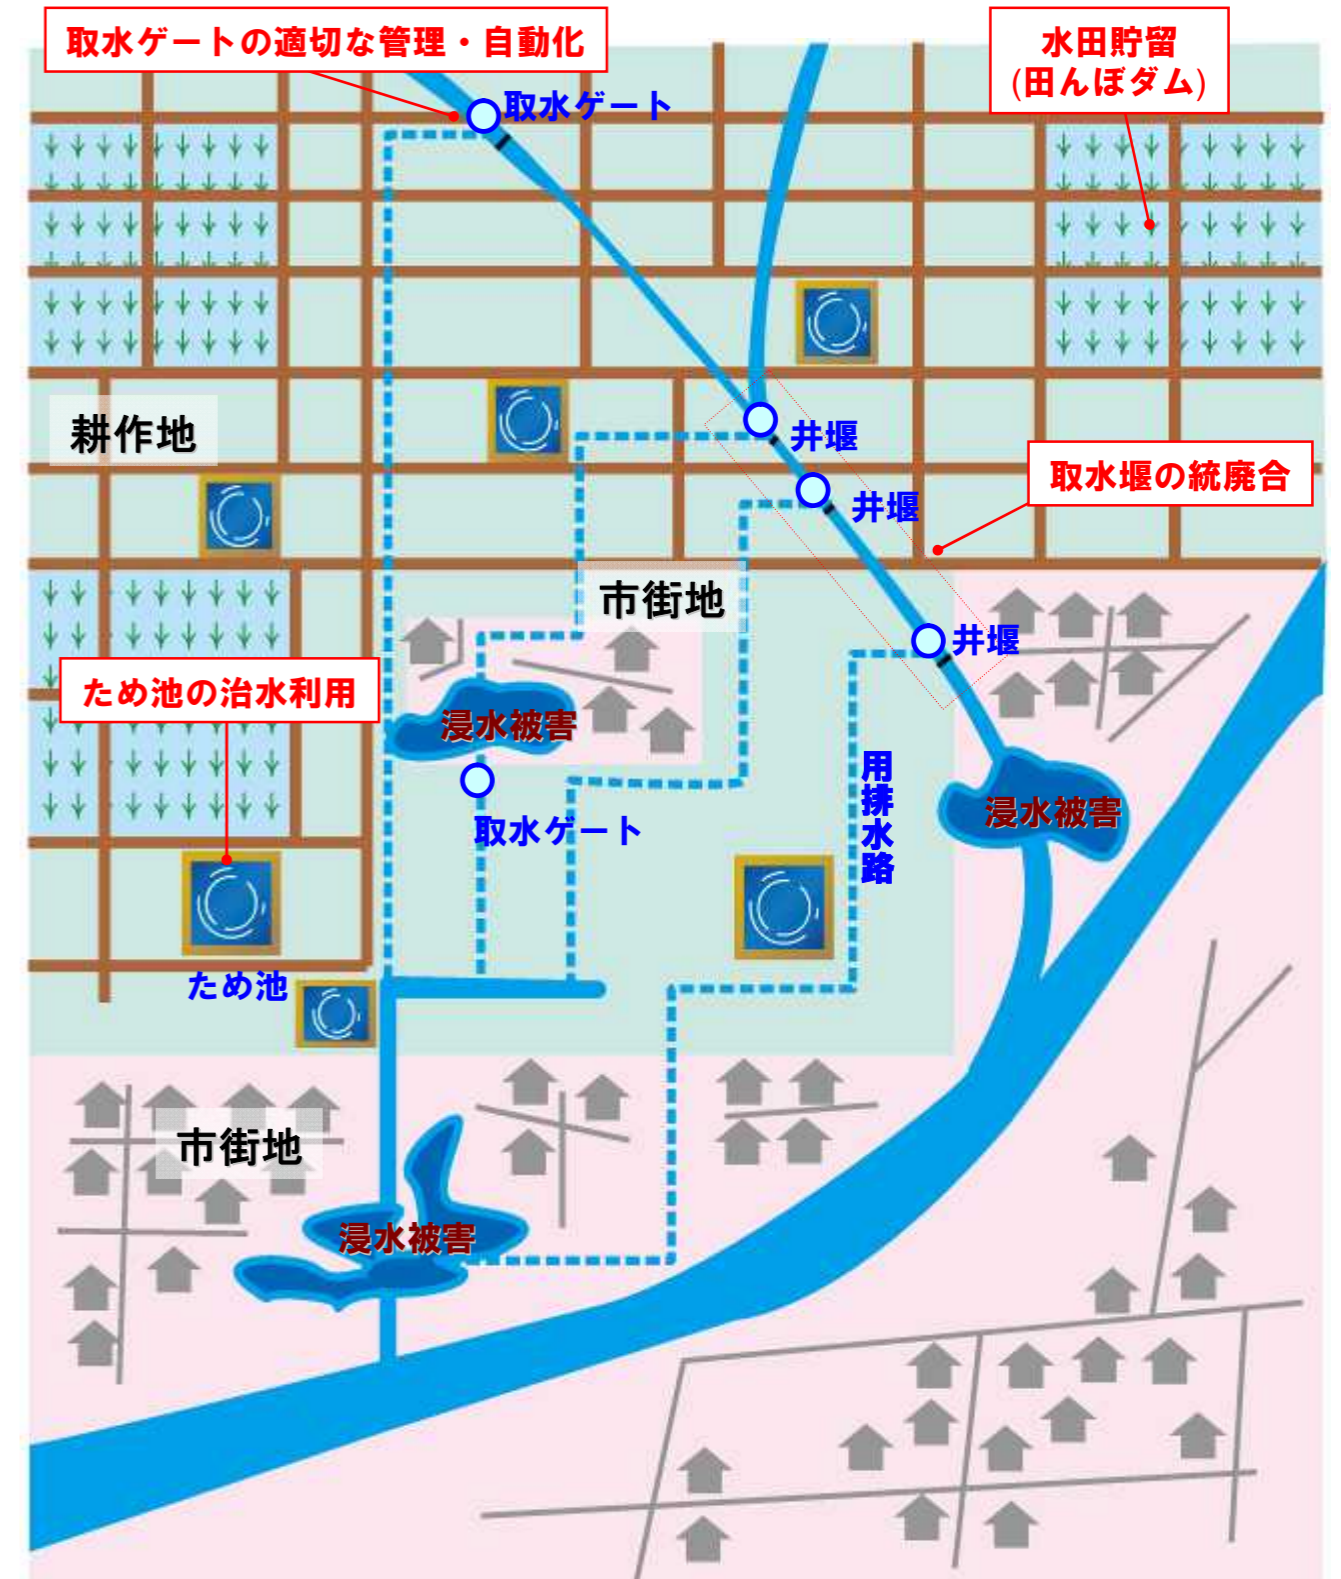 取水ゲートの適切な管理・自動化
水田貯留
(田んぼダム)
取水ゲート
耕作地
井堰
取水堰の統廃合
井堰
市街地
井堰
ため池の治水利用
浸水被害
用排水路
浸水被害
取水ゲート
ため池
市街地
浸水被害